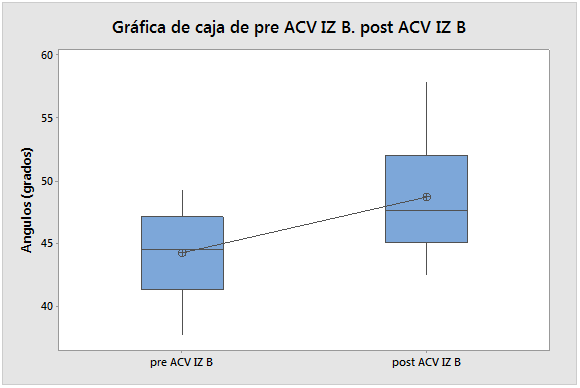 Gráfica de caja de pre ACV IZ B. post ACV IZ B
60
55
50
45
40
Angulos (grados)
pre ACV IZ B
post ACV IZ B